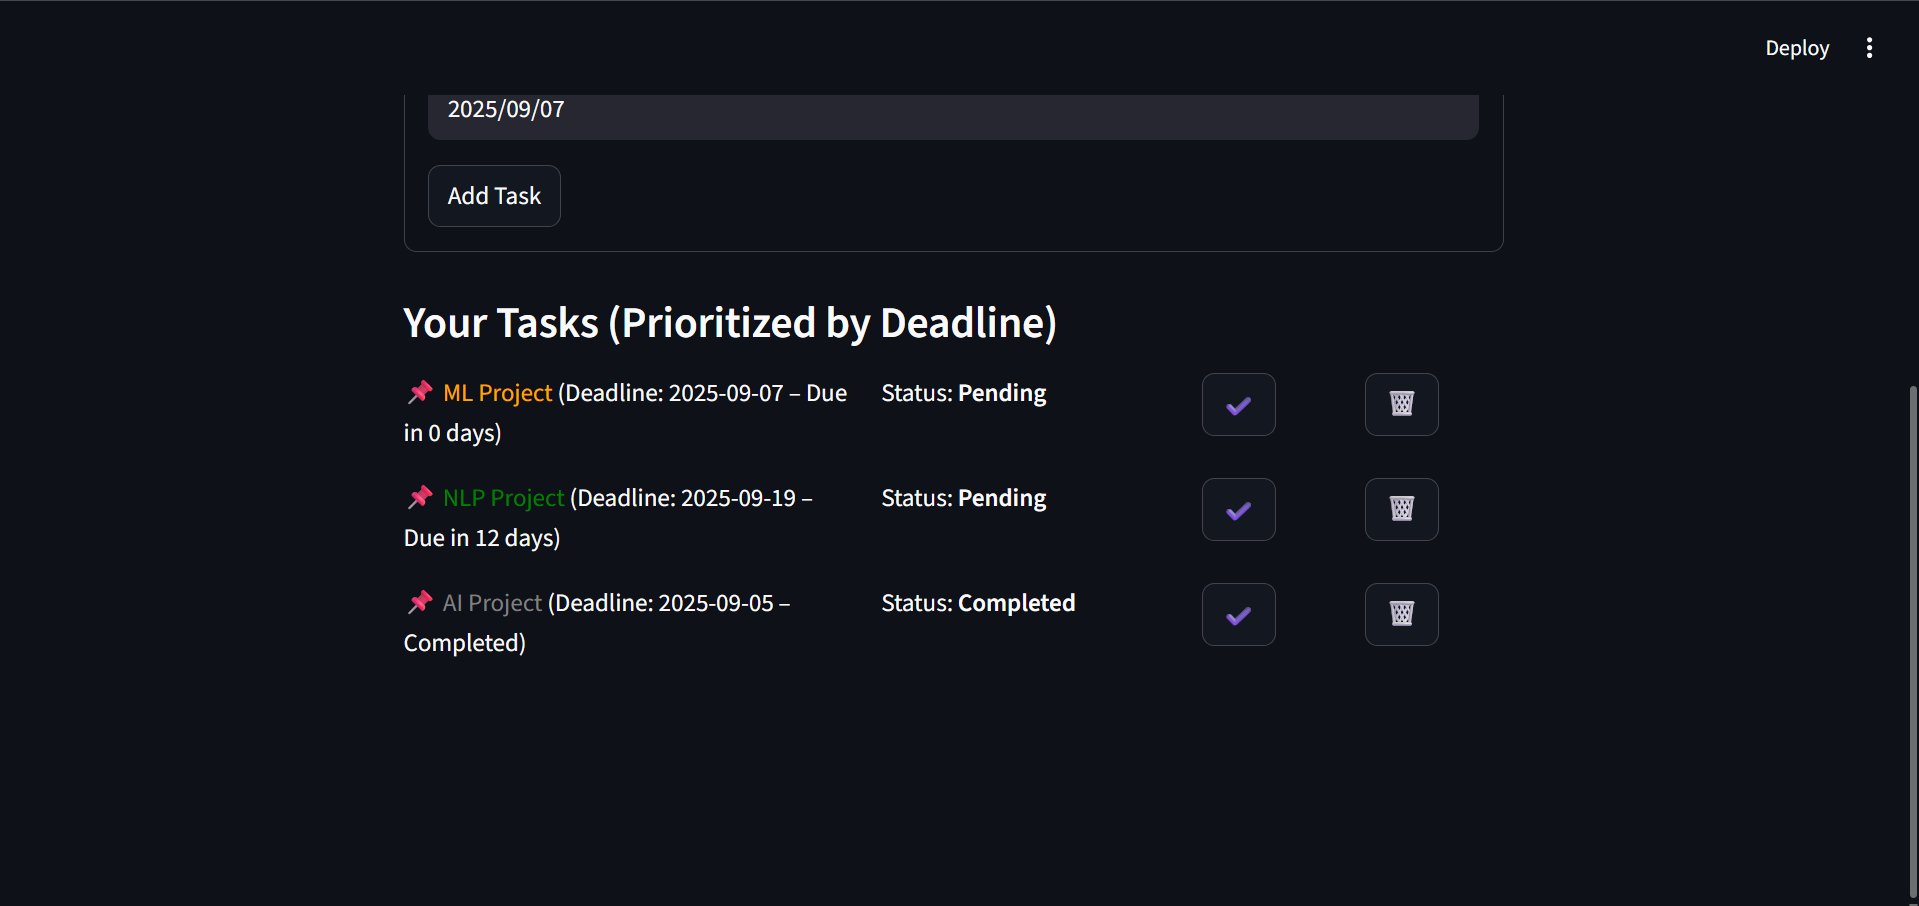 Deploy
2025/09/07
Add Task
Your Tasks (Prioritized by Deadline)
ML Project (Deadline: 2025-09-07 – Due
in 0 days)
Status: Pending
NLP Project (Deadline: 2025-09-19 –
Due in 12 days)
Status: Pending
AI Project (Deadline: 2025-09-05 –
Completed)
Status: Completed